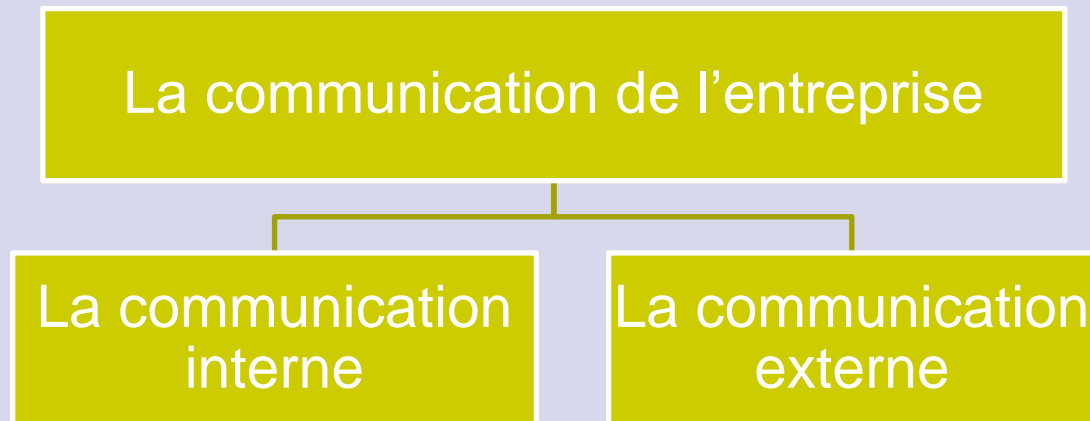 La communication de l’entreprise
La communication
interne
La communication
externe